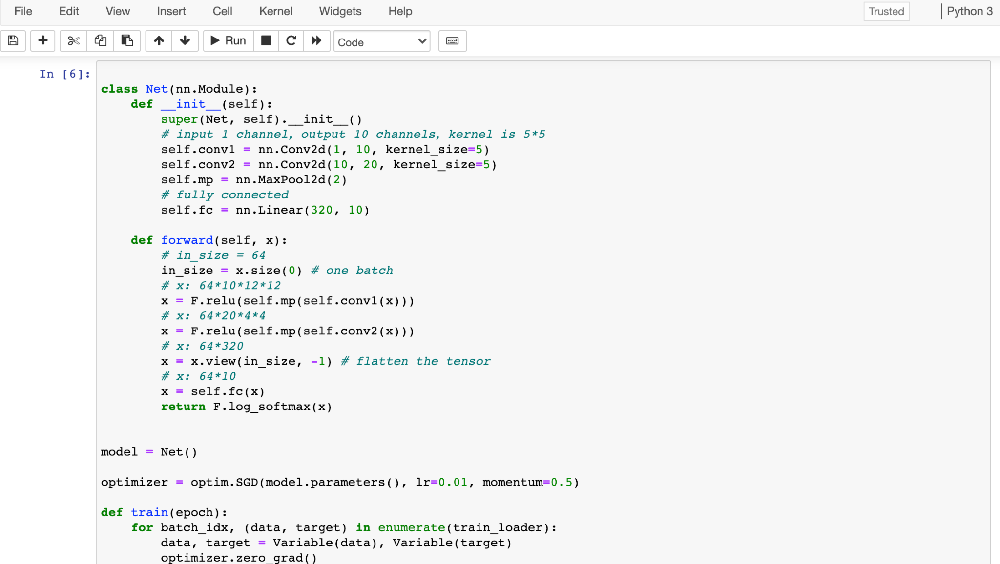 File Edit View Insert Cell Kernel Widgets Help Trusted Python 3
Run Code
In [6]:
class Net(nn.Module):
    def __init__(self):
        super(Net, self).__init__()
        # input 1 channel, output 10 channels, kernel is 5*5
        self.conv1 = nn.Conv2d(1, 10, kernel_size=5)
        self.conv2 = nn.Conv2d(10, 20, kernel_size=5)
        self.mp = nn.MaxPool2d(2)
        # fully connected
        self.fc = nn.Linear(320, 10)
    def forward(self, x):
        # in_size = 64
        in_size = x.size(0) # one batch
        # x: 64*10*12*12
        x = F.relu(self.mp(self.conv1(x)))
        # x: 64*20*4*4
        x = F.relu(self.mp(self.conv2(x)))
        # x: 64*320
        x = x.view(in_size, -1) # flatten the tensor
        # x: 64*10
        x = self.fc(x)
        return F.log_softmax(x)
model = Net()
optimizer = optim.SGD(model.parameters(), lr=0.01, momentum=0.5)
def train(epoch):
    for batch_idx, (data, target) in enumerate(train_loader):
        data, target = Variable(data), Variable(target)
        optimizer.zero_grad()